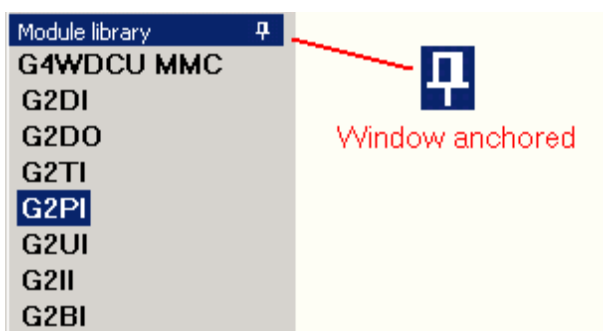 Module library
G4WDCU MMC
G2DI
G2DO
Window anchored
G2TI
G2PI
G2UI
G2II
G2BI